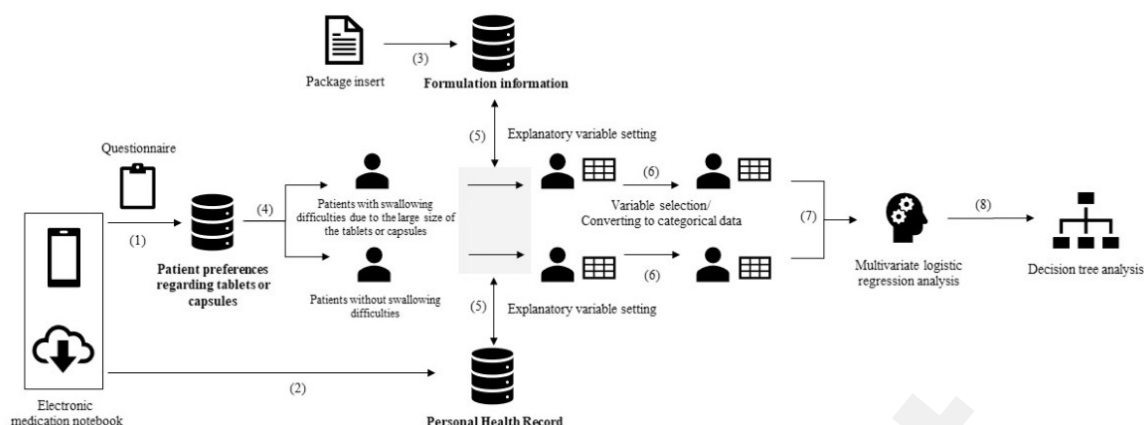 (3)
Package insert
Formulation information
(5)
Explanatory variable setting
Questionnaire
(1)
Patient preferences
regarding tablets or
capsules
(4)
Patients with swallowing
difficulties due to the large size of
the tablets or capsules
Patients without swallowing
difficulties
(6)
Variable selection/
Converting to categorical data
(6)
(7)
Multivariate logistic
regression analysis
(8)
Decision tree analysis
(5)
Explanatory variable setting
(2)
Electronic
medication notebook
Personal Health Record